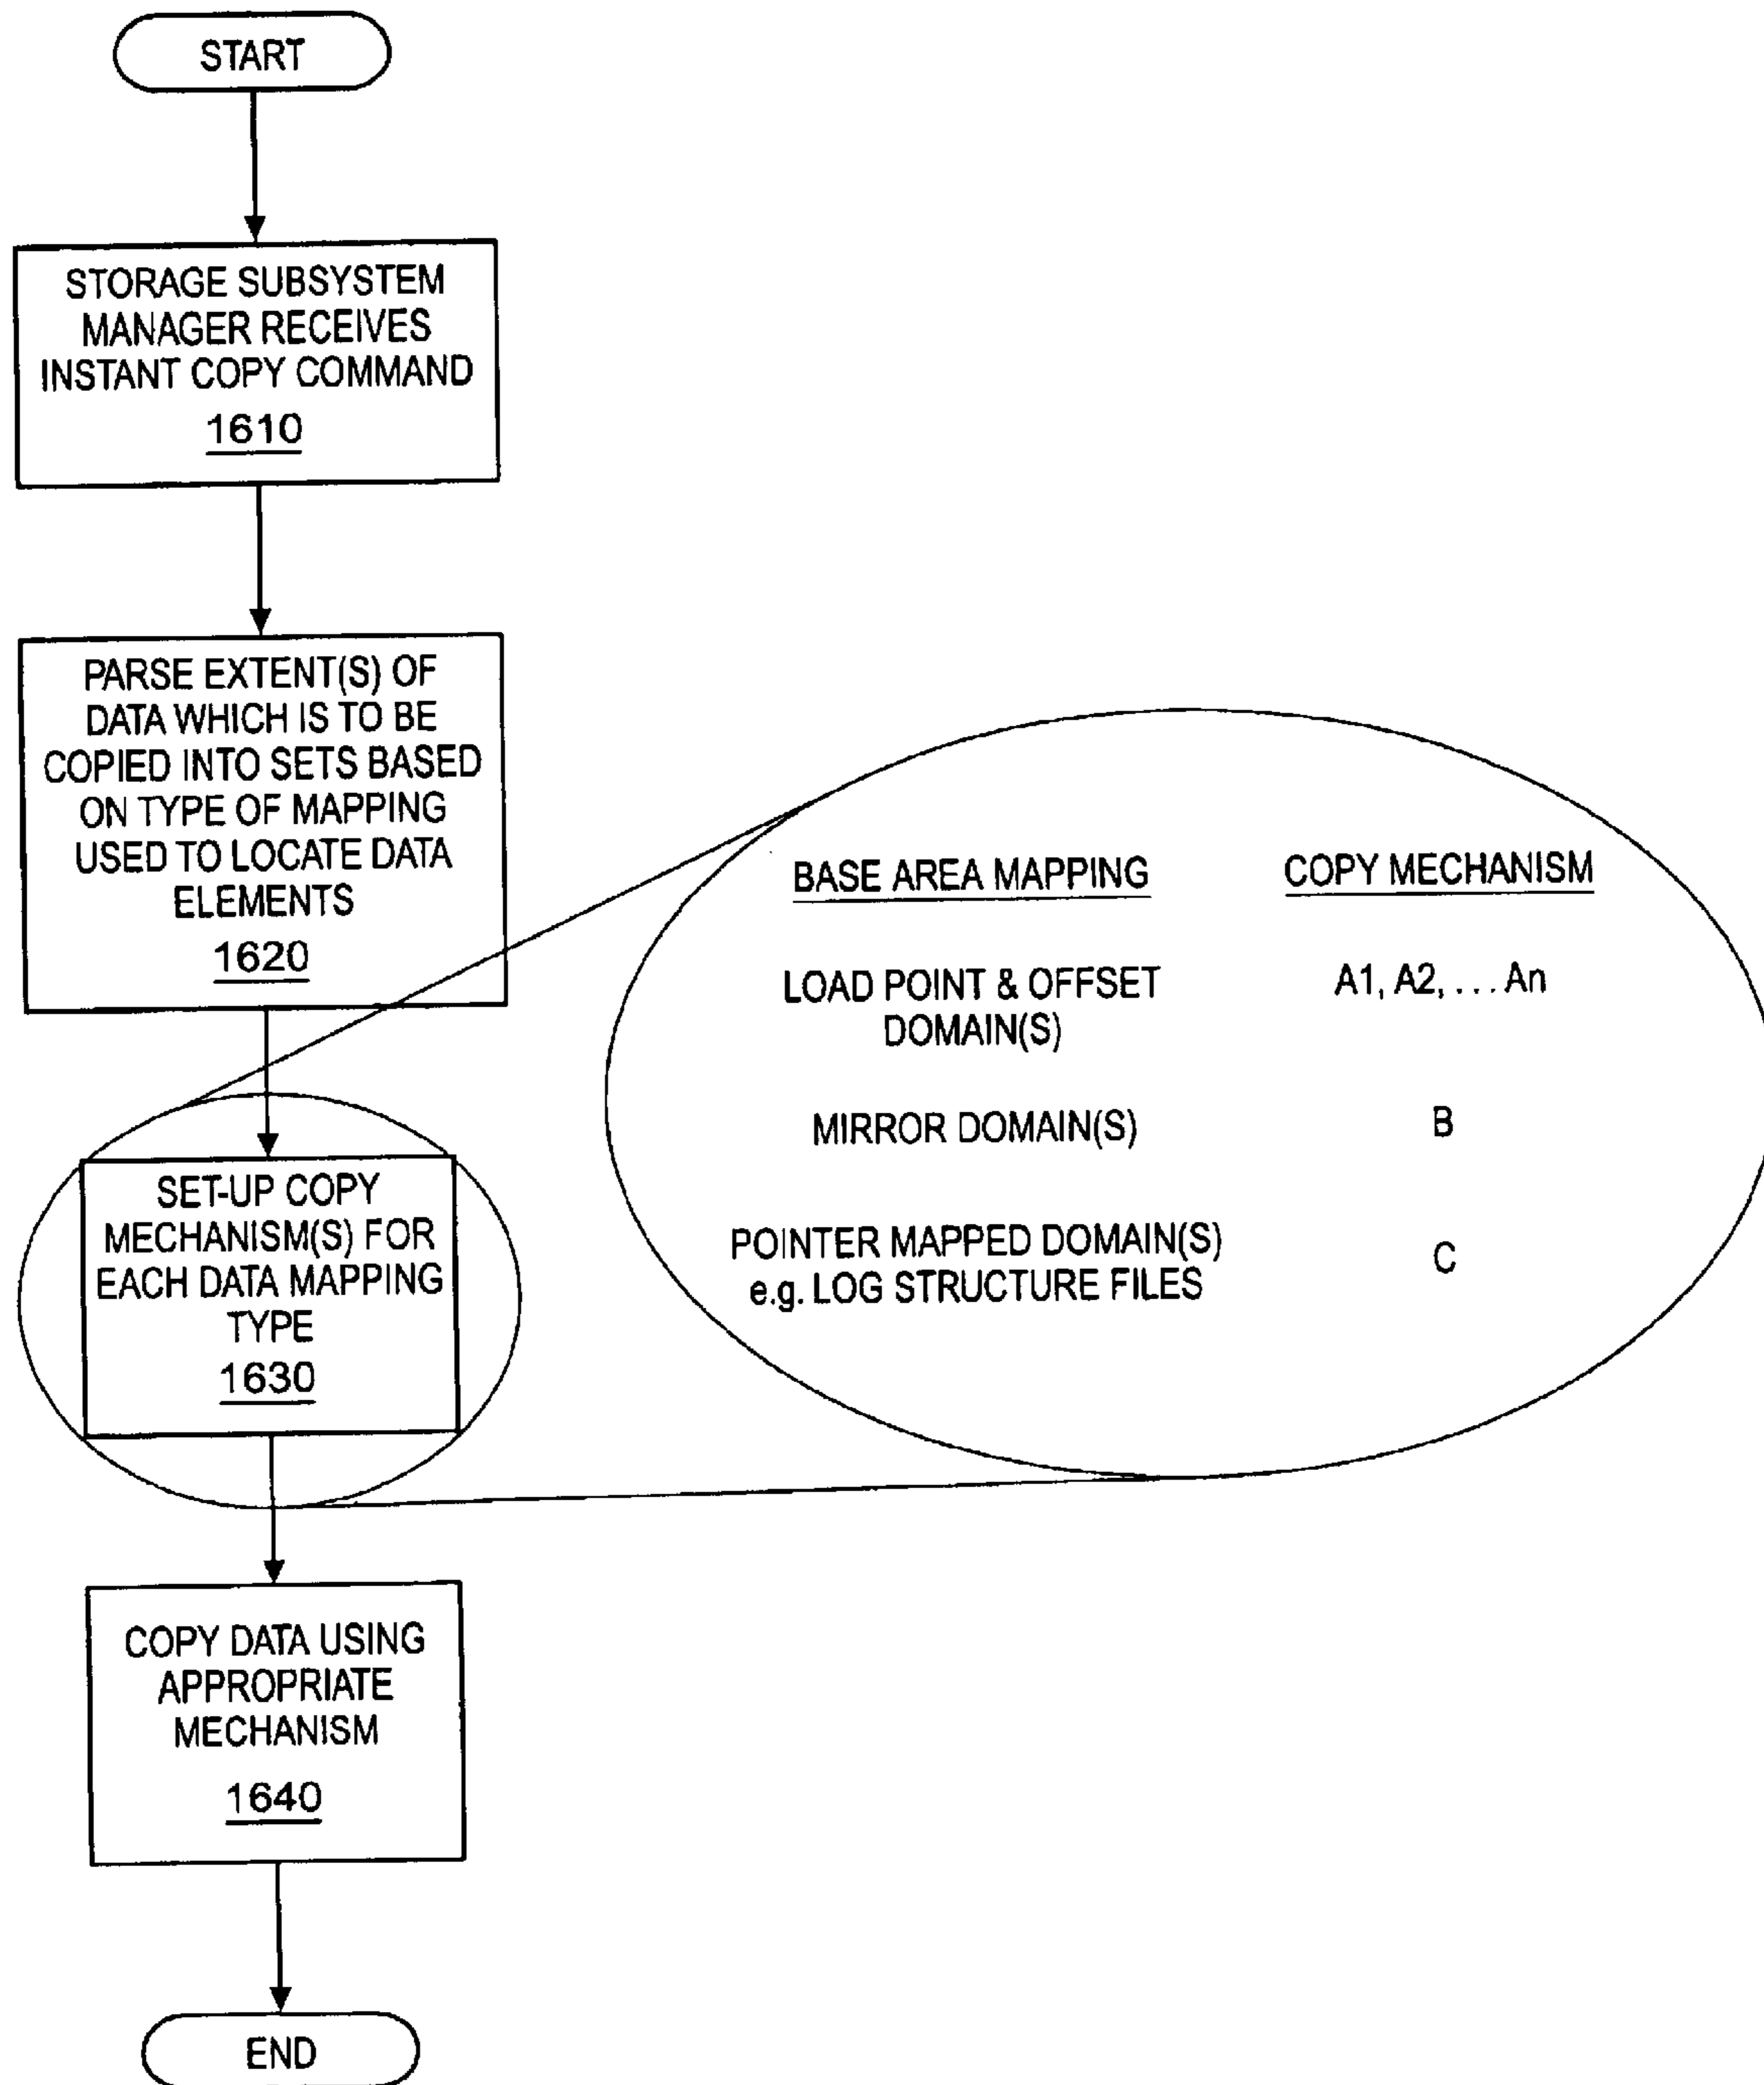 START
STORAGE SUBSYSTEM
MANAGER RECEIVES
INSTANT COPY COMMAND
1610
PARSE EXTENT(S) OF
DATA WHICH IS TO BE
COPIED INTO SETS BASED
ON TYPE OF MAPPING
USED TO LOCATE DATA
ELEMENTS
1620
SET-UP COPY
MECHANISM(S) FOR
EACH DATA MAPPING
TYPE
1630
BASE AREA MAPPING
COPY MECHANISM
LOAD POINT & OFFSET
DOMAIN(S)
A1, A2, ... An
MIRROR DOMAIN(S)
B
POINTER MAPPED DOMAIN(S)
e.g. LOG STRUCTURE FILES
C
COPY DATA USING
APPROPRIATE
MECHANISM
1640
END